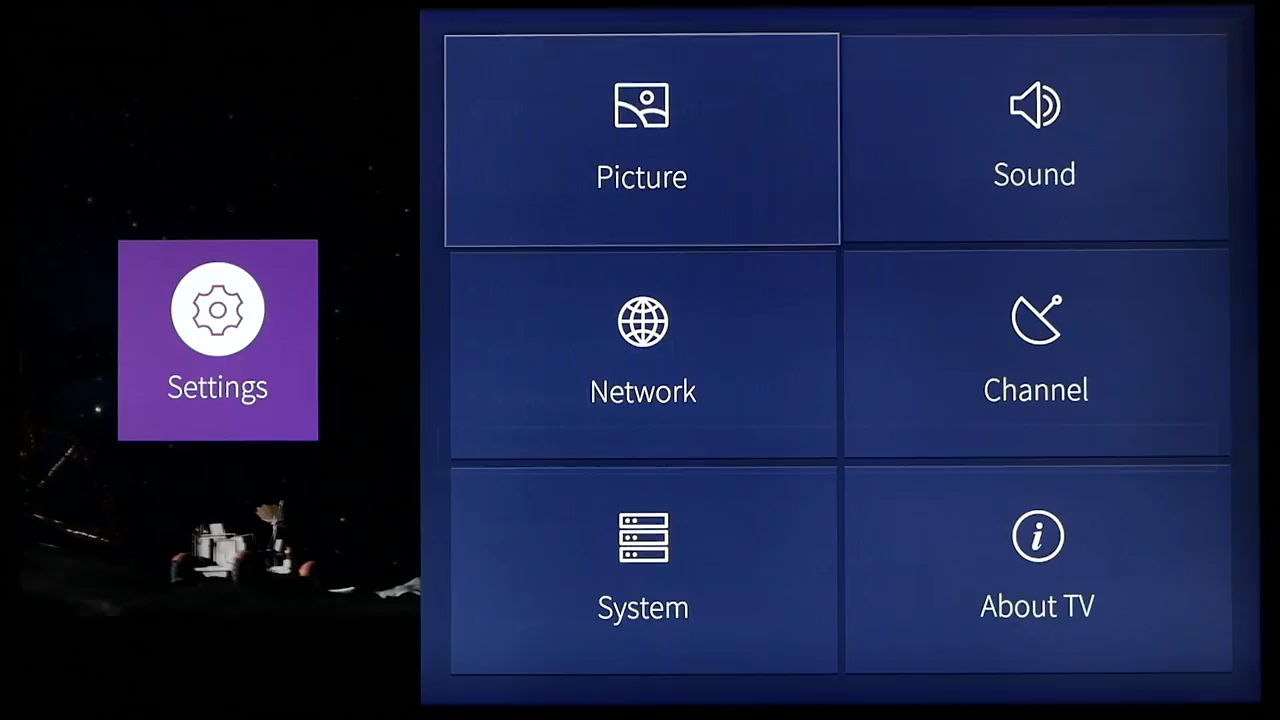 Settings
Picture
Sound
Network
Channel
System
About TV